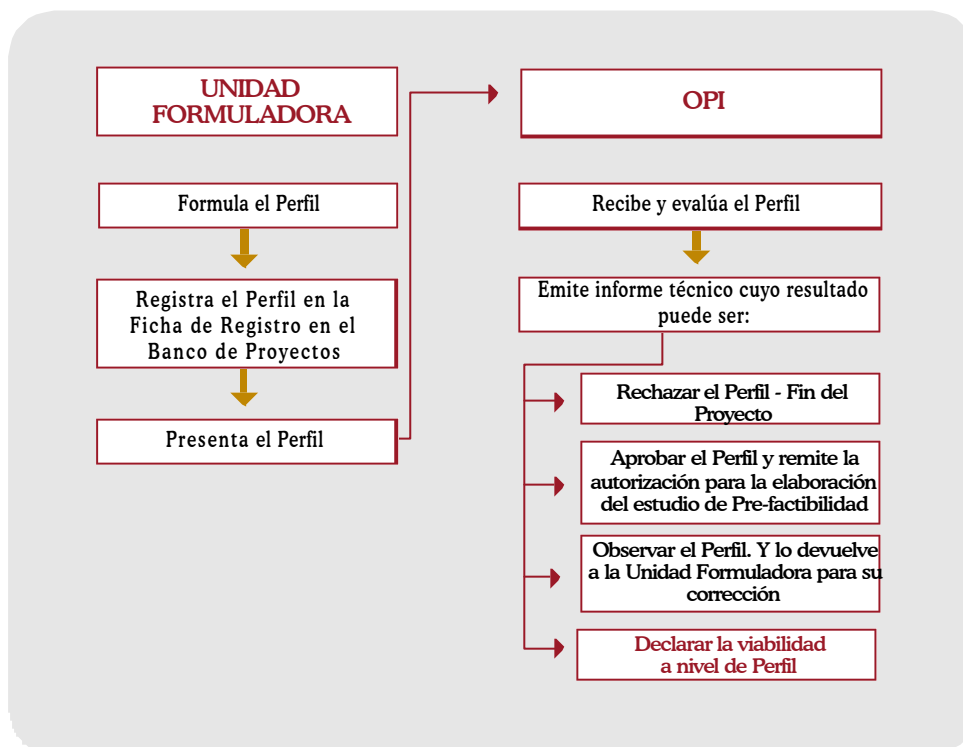 UNIDAD
FORMULADORA
Formula el Perfil
Registra el Perfil en la
Ficha de Registro en el
Banco de Proyectos
Presenta el Perfil
OPI
Recibe y evalúa el Perfil
Emite informe técnico cuyo resultado
puede ser:
Rechazar el Perfil - Fin del
Proyecto
Aprobar el Perfil y remite la
autorización para la elaboración
del estudio de Pre-factibilidad
Observar el Perfil. Y lo devuelve
a la Unidad Formuladora para su
corrección
Declarar la viabilidad
a nivel de Perfil